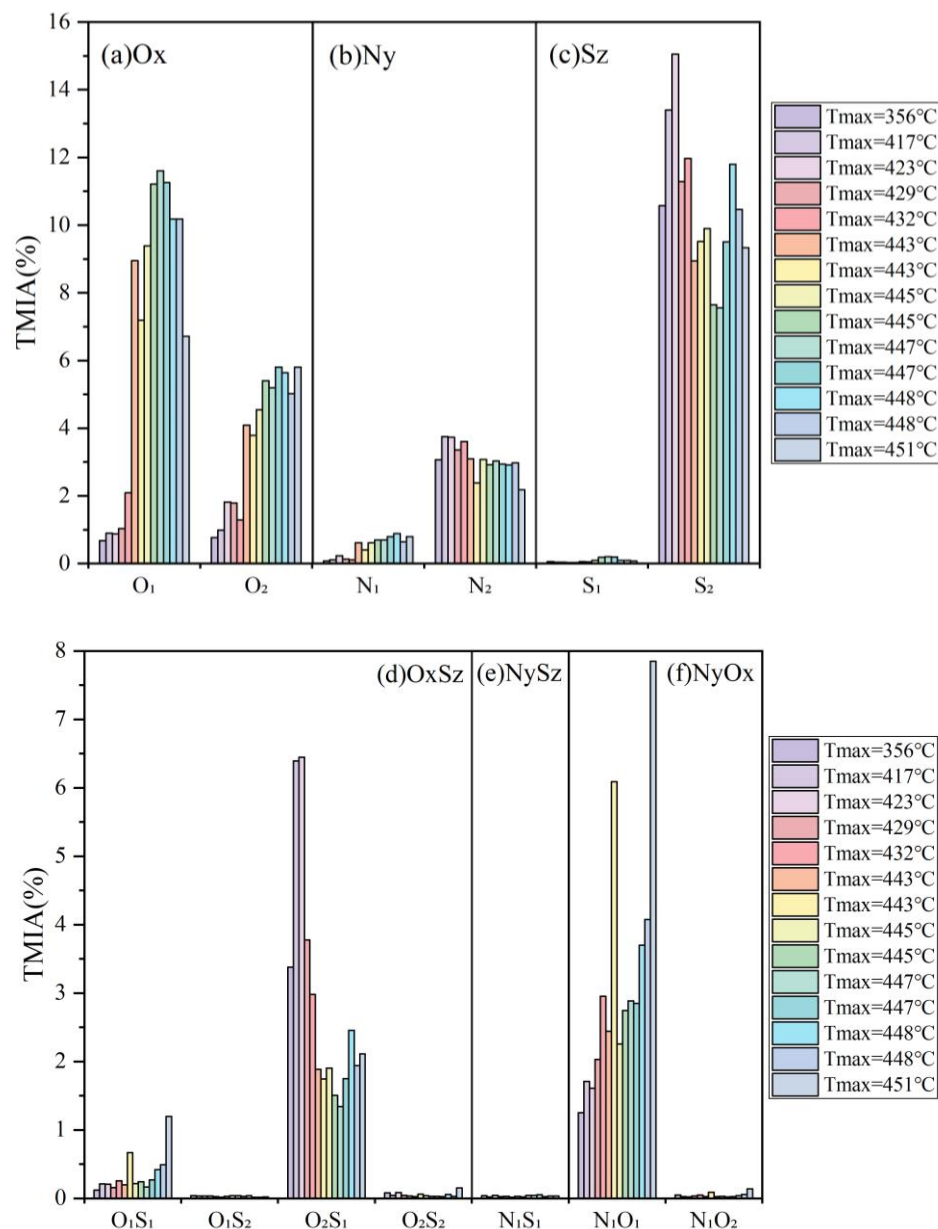 16
14
12
10
8
6
4
2
0
TMIA(%)
(a)Ox
(b)Ny
(c)Sz
O₁
O₂
N₁
N₂
S₁
S₂
Tmax=356℃
Tmax=417℃
Tmax=423℃
Tmax=429℃
Tmax=432℃
Tmax=443℃
Tmax=443℃
Tmax=445℃
Tmax=445℃
Tmax=447℃
Tmax=447℃
Tmax=448℃
Tmax=448℃
Tmax=451℃
8
7
6
5
4
3
2
1
0
TMIA(%)
(d)OxSz
(e)NySz
(f)NyOx
O₁S₁
O₁S₂
O₂S₁
O₂S₂
N₁S₁
N₁O₁
N₁O₂
Tmax=356℃
Tmax=417℃
Tmax=423℃
Tmax=429℃
Tmax=432℃
Tmax=443℃
Tmax=443℃
Tmax=445℃
Tmax=445℃
Tmax=447℃
Tmax=447℃
Tmax=448℃
Tmax=448℃
Tmax=451℃